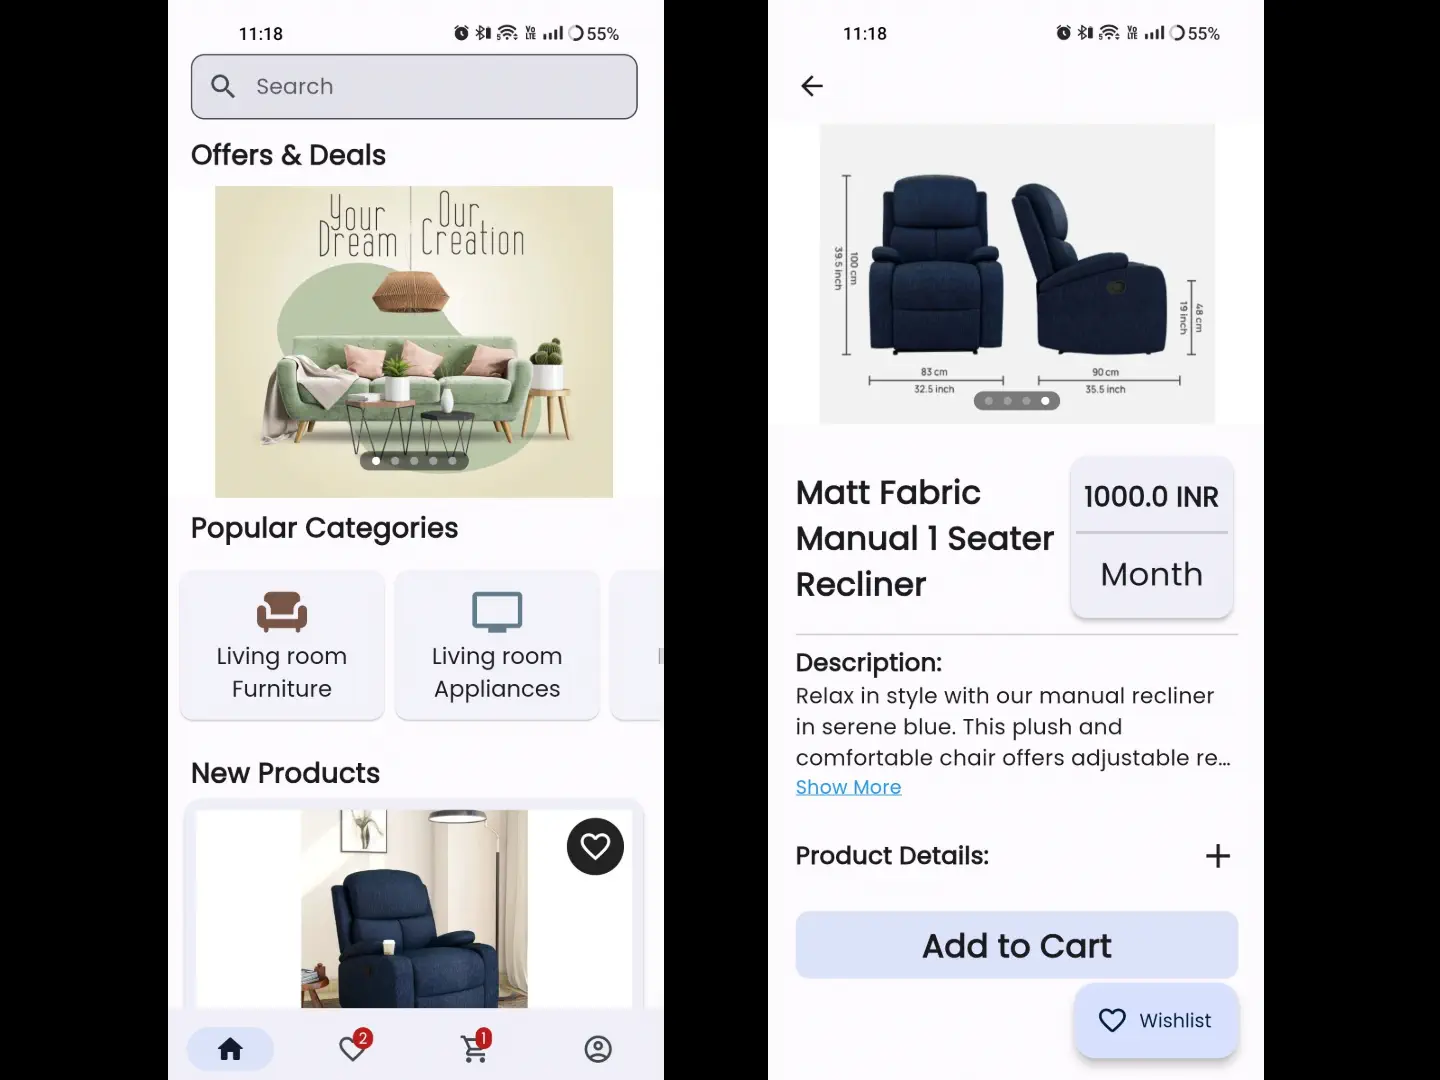 11:18
55%
Search
Offers & Deals
Your Dream
Our Creation
Popular Categories
Living room
Furniture
Living room
Appliances
New Products
2
1
11:18
55%
39.5 inch
100 cm
19 inch
48 cm
83 cm
32.5 inch
90 cm
35.5 inch
Matt Fabric
Manual 1 Seater
Recliner
1000.0 INR
Month
Description:
Relax in style with our manual recliner
in serene blue. This plush and
comfortable chair offers adjustable re...
Show More
Product Details:
Add to Cart
Wishlist